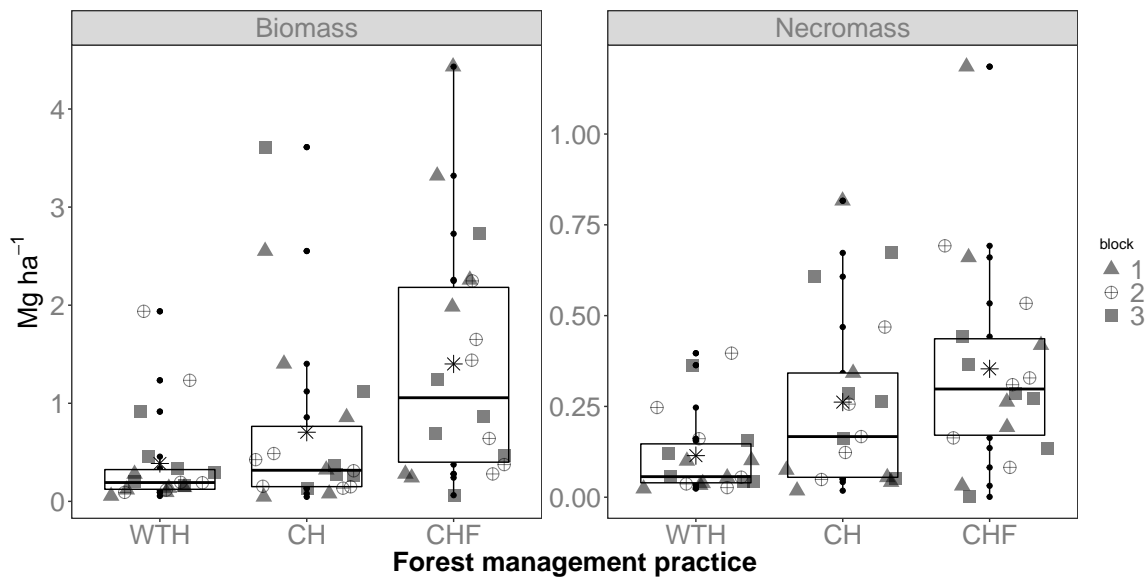 Biomass
Necromass
Mg ha⁻¹
4
3
2
1
0
1.00
0.75
0.50
0.25
0.00
WTH
CH
CHF
WTH
CH
CHF
Forest management practice
block
1
2
3